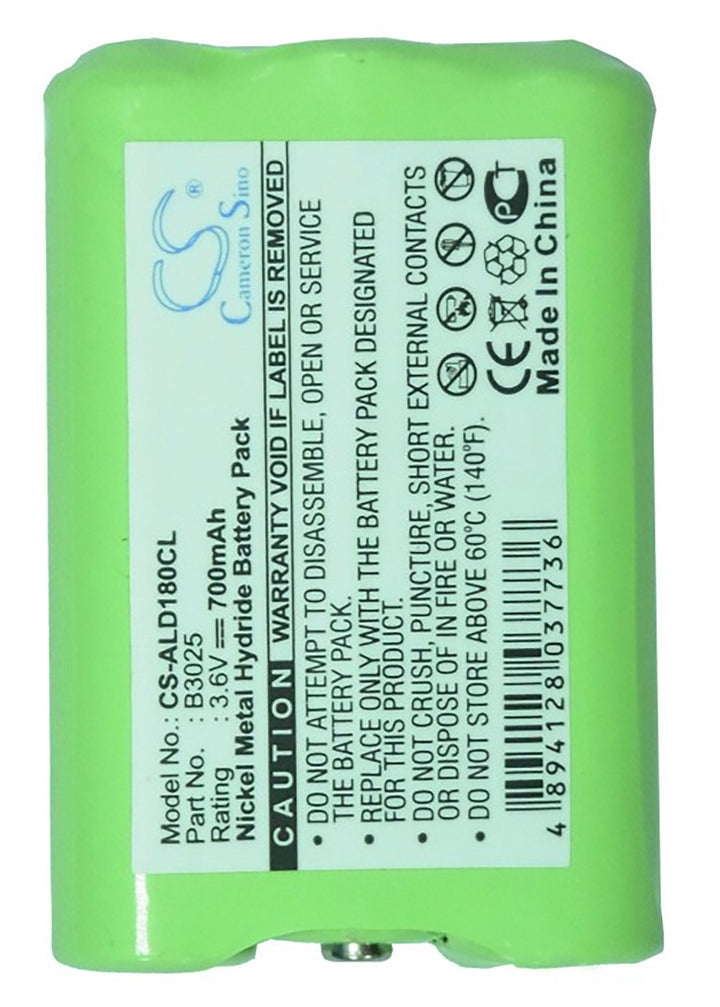 CS®
Cameron Sino
Model No.: CS-ALD180CL
Part No. : B3025
Rating : 3.6V 700mAh
Nickel Metal Hydride Battery Pack
CAUTION WARRANTY VOID IF LABEL IS REMOVED
• DO NOT ATTEMPT TO DISASSEMBLE, OPEN OR SERVICE
THE BATTERY PACK.
• REPLACE ONLY WITH THE BATTERY PACK DESIGNATED
FOR THIS PRODUCT.
• DO NOT CRUSH, PUNCTURE, SHORT EXTERNAL CONTACTS
OR DISPOSE OF IN FIRE OR WATER.
• DO NOT STORE ABOVE 60°C (140°F).
CE PCT
Made In China
4 894128 037736